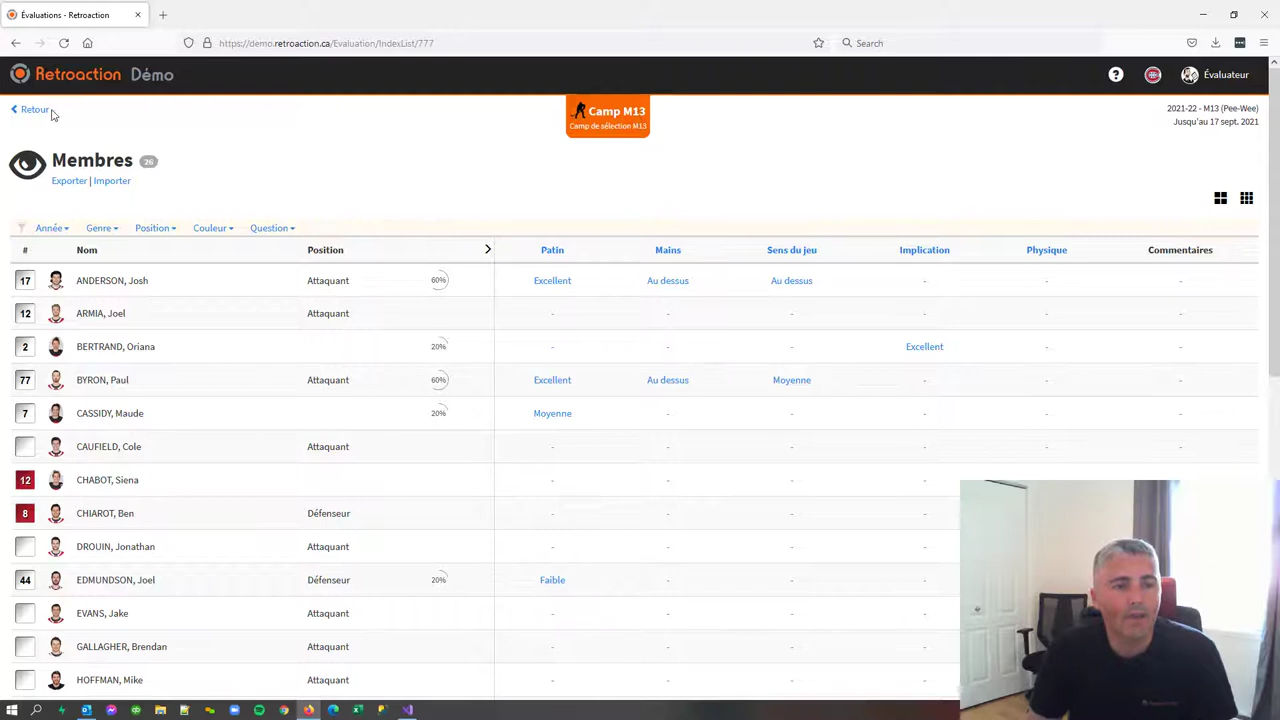 Évaluations - Retroaction
https://demo.retroaction.ca/Evaluation/IndexList/777
Search
Retroaction Démo
Évaluateur
Retour
Camp M13
Camp de sélection M13
2021-22 - M13 (Pee-Wee)
Jusqu'au 17 sept. 2021
Membres 26
Exporter | Importer
Année Genre Position Couleur Question
# Nom Position Patin Mains Sens du jeu Implication Physique Commentaires
17 ANDERSON, Josh Attaquant 60% Excellent Au dessus Au dessus - - -
12 ARMIA, Joel Attaquant - - - - - -
2 BERTRAND, Oriana 20% - - - Excellent - -
77 BYRON, Paul Attaquant 60% Excellent Au dessus Moyenne - - -
7 CASSIDY, Maude 20% Moyenne - - - - -
CAUFIELD, Cole Attaquant - - - - - -
12 CHABOT, Siena - - - -
8 CHIAROT, Ben Défenseur - - - -
DROUIN, Jonathan Attaquant - - - -
44 EDMUNDSON, Joel Défenseur 20% Faible - - -
EVANS, Jake Attaquant - - - -
GALLAGHER, Brendan Attaquant - - - -
HOFFMAN, Mike Attaquant - - - -